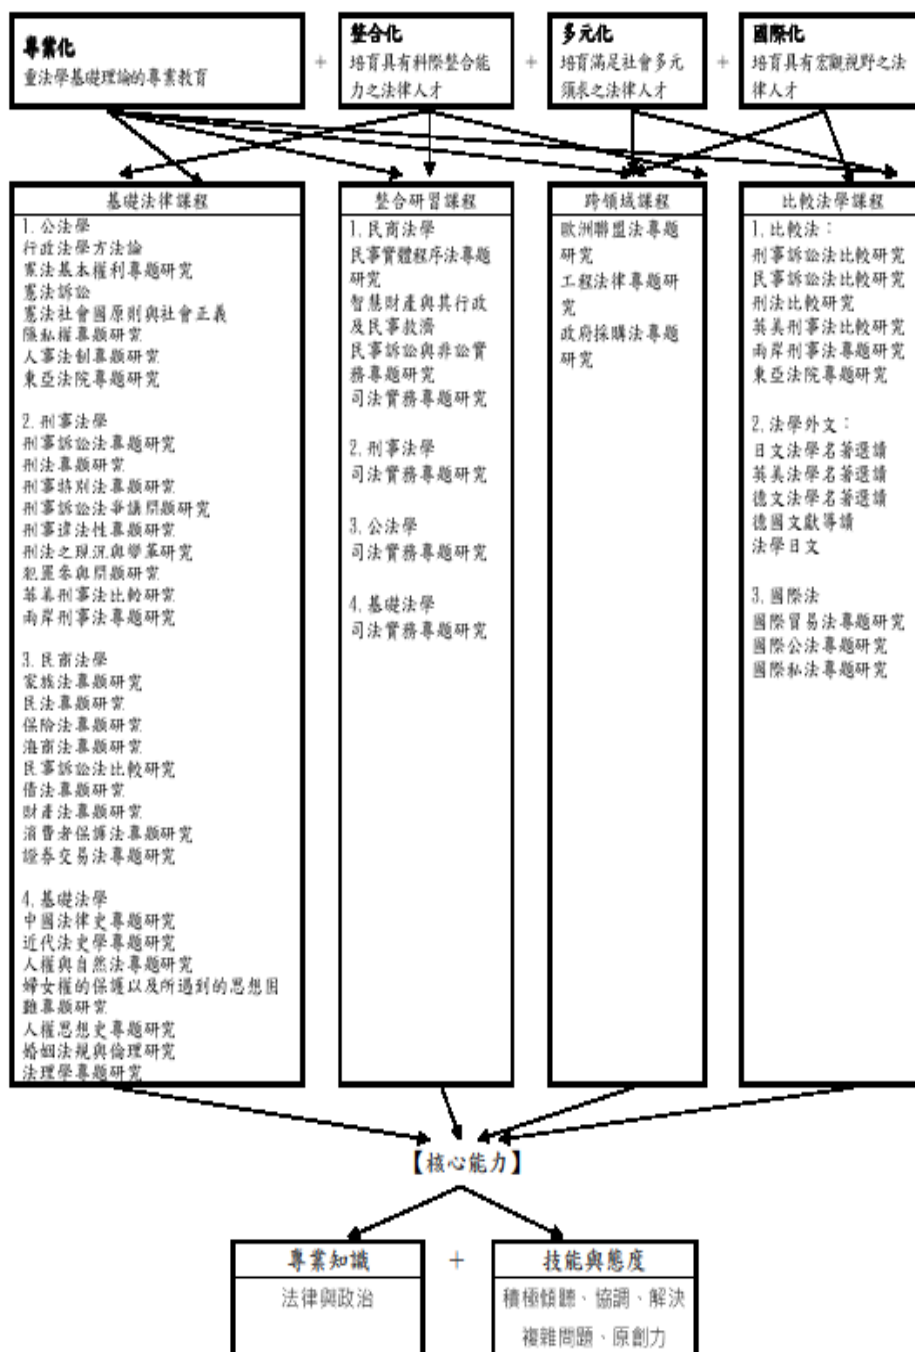 專業化
重法學基礎理論的專業教育
+
整合化
培育具有科際整合能
力之法律人才
+
多元化
培育滿足社會多元
須求之法律人才
+
國際化
培育具有宏觀視野之法
律人才
基礎法律課程
1. 公法學
行政法學方法論
憲法基本權利專題研究
憲法訴訟
憲法社會國原則與社會正義
隱私權專題研究
人事法制專題研究
東亞法院專題研究
2. 刑事法學
刑事訴訟法專題研究
刑法專題研究
刑事特別法專題研究
刑事訴訟法爭議問題研究
刑事違法性專題研究
刑法之現況與變革研究
犯罪參與問題研究
英美刑事法比較研究
兩岸刑事法專題研究
3. 民商法學
家族法專題研究
民法專題研究
保險法專題研究
海商法專題研究
民事訴訟法比較研究
債法專題研究
財產法專題研究
消費者保護法專題研究
證券交易法專題研究
4. 基礎法學
中國法律史專題研究
近代法史學專題研究
人權與自然法專題研究
婦女權的保護以及所遇到的思想困
難專題研究
人權思想史專題研究
婚姻法規與倫理研究
法理學專題研究
整合研習課程
1. 民商法學
民事實體程序法專題
研究
智慧財產與其行政
及民事救濟
民事訴訟與非訟實
務專題研究
司法實務專題研究
2. 刑事法學
司法實務專題研究
3. 公法學
司法實務專題研究
4. 基礎法學
司法實務專題研究
跨領域課程
歐洲聯盟法專題
研究
工程法律專題研
究
政府採購法專題
研究
比較法學課程
1. 比較法：
刑事訴訟法比較研究
民事訴訟法比較研究
刑法比較研究
英美刑事法比較研究
兩岸刑事法專題研究
東亞法院專題研究
2. 法學外文：
日文法學名著選讀
英美法學名著選讀
德文法學名著選讀
德國文獻導讀
法學日文
3. 國際法
國際貿易法專題研究
國際公法專題研究
國際私法專題研究
【核心能力】
專業知識
法律與政治
+
技能與態度
積極傾聽、協調、解決
複雜問題、原創力